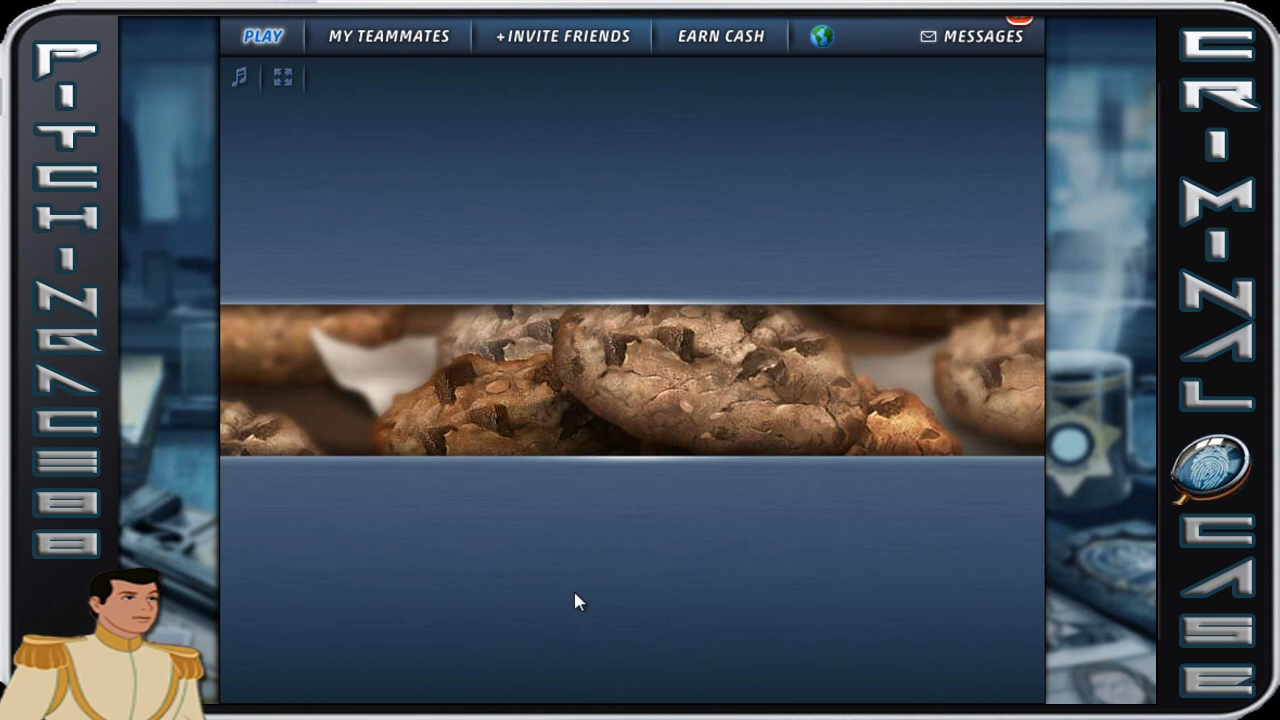 PITCHINGACE88
PLAY
MY TEAMMATES
+INVITE FRIENDS
EARN CASH
MESSAGES
CRIMINAL CASE